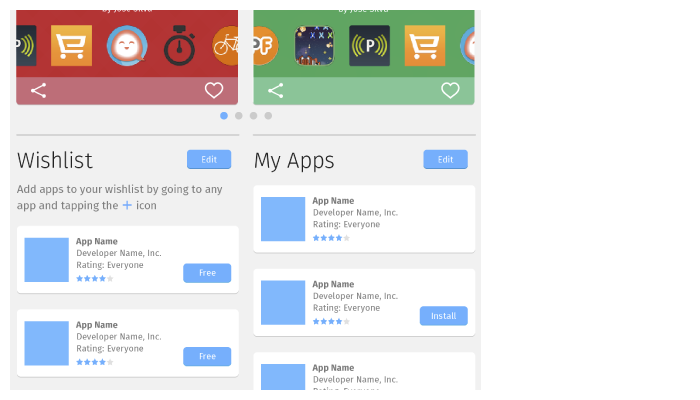 by José Silva
by José Silva
Wishlist
Edit
Add apps to your wishlist by going to any
app and tapping the + icon
App Name
Developer Name, Inc.
Rating: Everyone
Free
App Name
Developer Name, Inc.
Rating: Everyone
Free
My Apps
Edit
App Name
Developer Name, Inc.
Rating: Everyone
App Name
Developer Name, Inc.
Rating: Everyone
Install
App Name
Developer Name, Inc.
Rating: Everyone